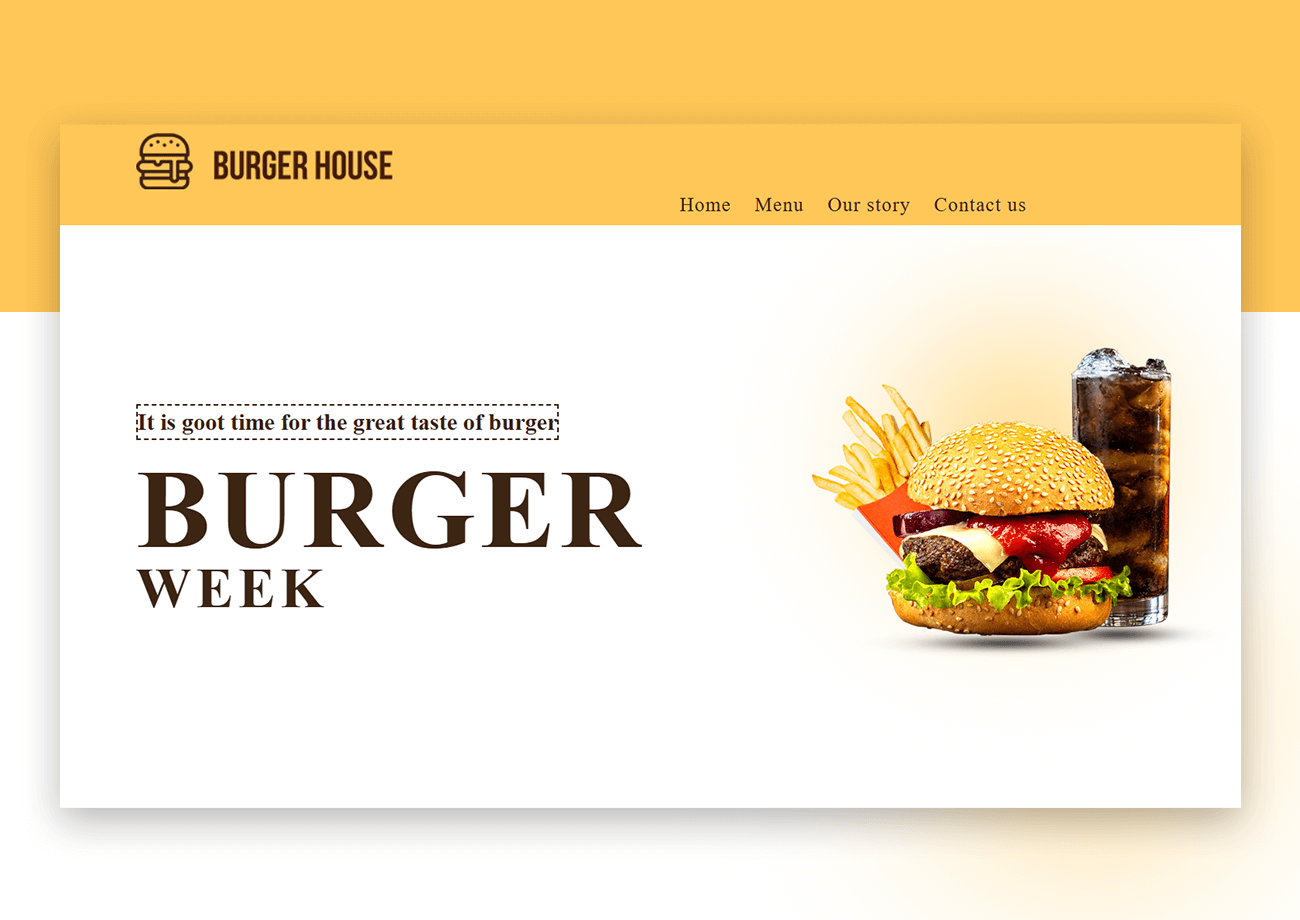 BURGER HOUSE
Home Menu Our story Contact us
It is goot time for the great taste of burger
BURGER
WEEK